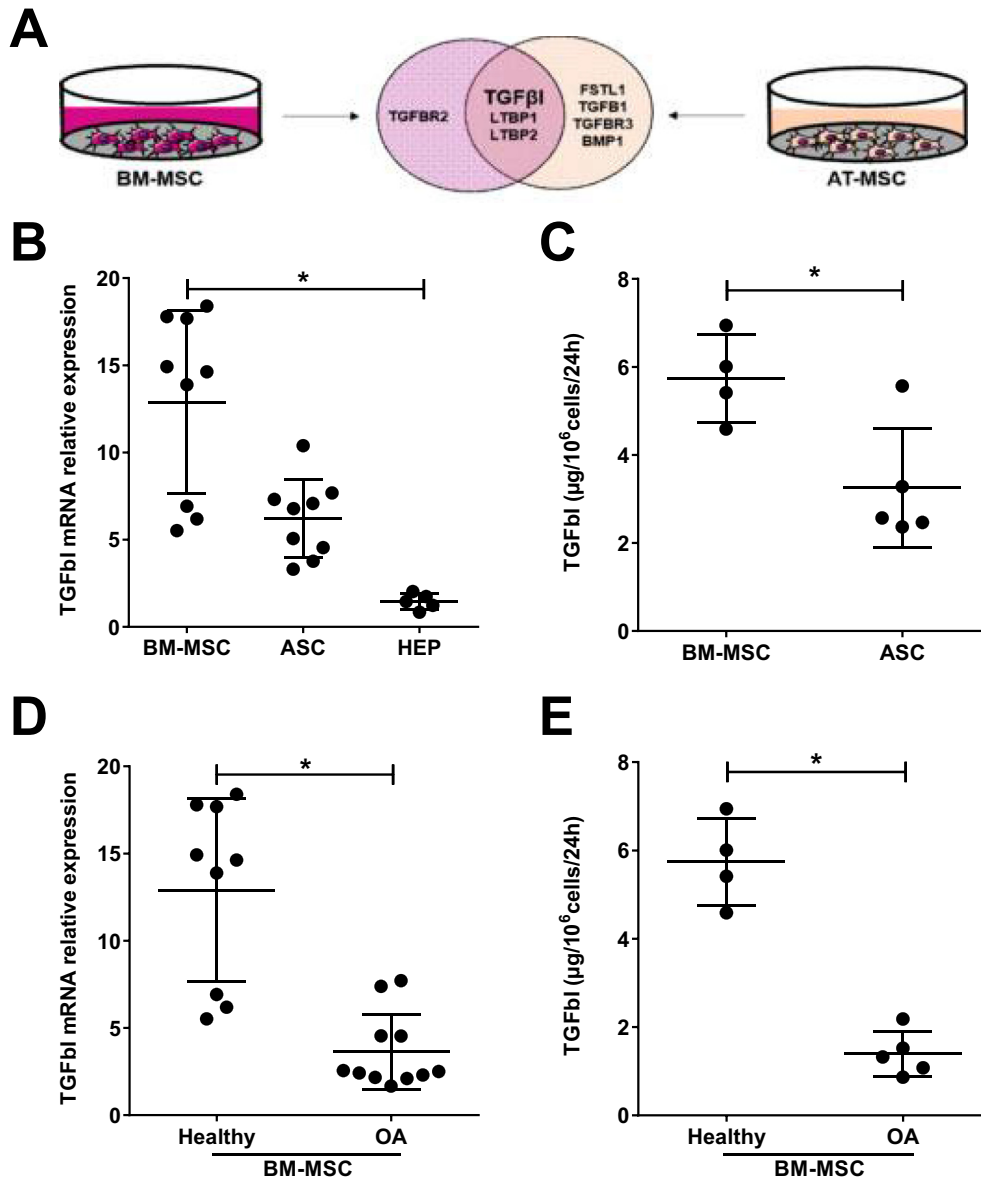 A
TGFBR2
TGFβI
LTBP1
LTBP2
FSTL1
TGFB1
TGFBR3
BMP1
BM-MSC
AT-MSC
B
TGFbI mRNA relative expression
20
15
10
5
0
*
BM-MSC
ASC
HEP
C
TGFbI (µg/10⁶cells/24h)
8
6
4
2
0
*
BM-MSC
ASC
D
TGFbI mRNA relative expression
20
15
10
5
0
*
Healthy
OA
BM-MSC
E
TGFbI (µg/10⁶cells/24h)
8
6
4
2
0
*
Healthy
OA
BM-MSC